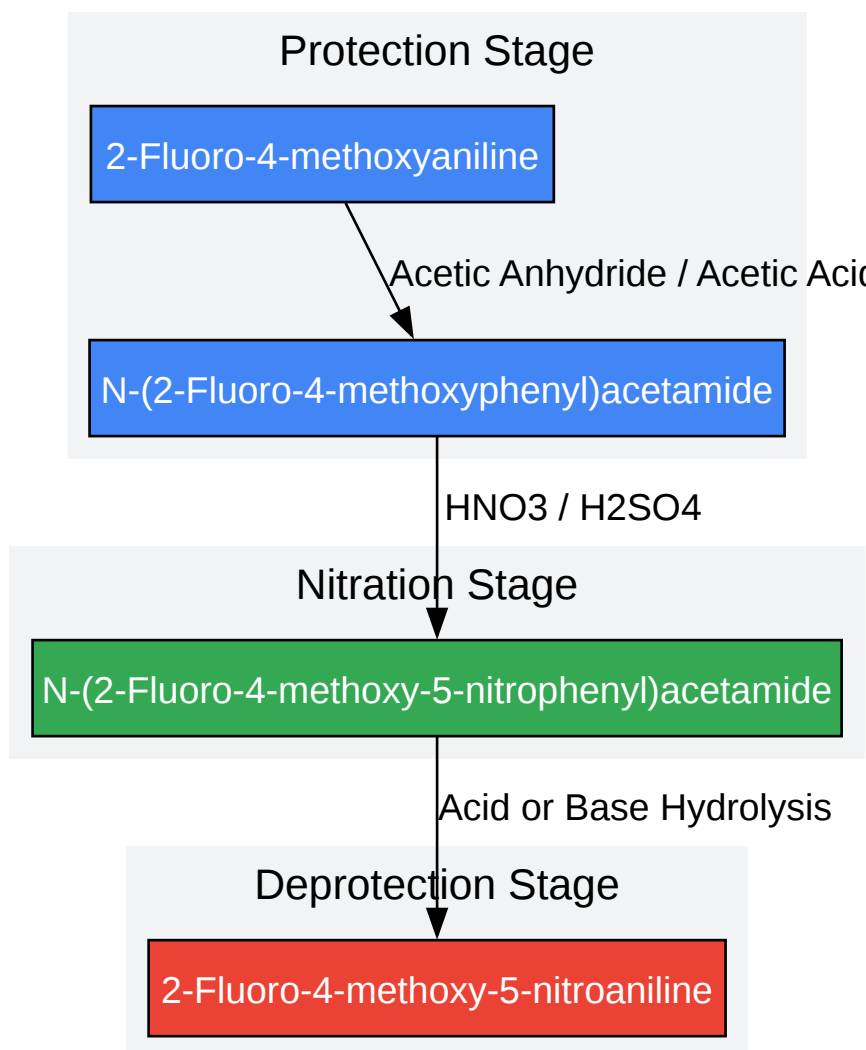 Protection Stage
2-Fluoro-4-methoxyaniline
Acetic Anhydride / Acetic Acid
N-(2-Fluoro-4-methoxyphenyl)acetamide
HNO3 / H2SO4
Nitration Stage
N-(2-Fluoro-4-methoxy-5-nitrophenyl)acetamide
Acid or Base Hydrolysis
Deprotection Stage
2-Fluoro-4-methoxy-5-nitroaniline